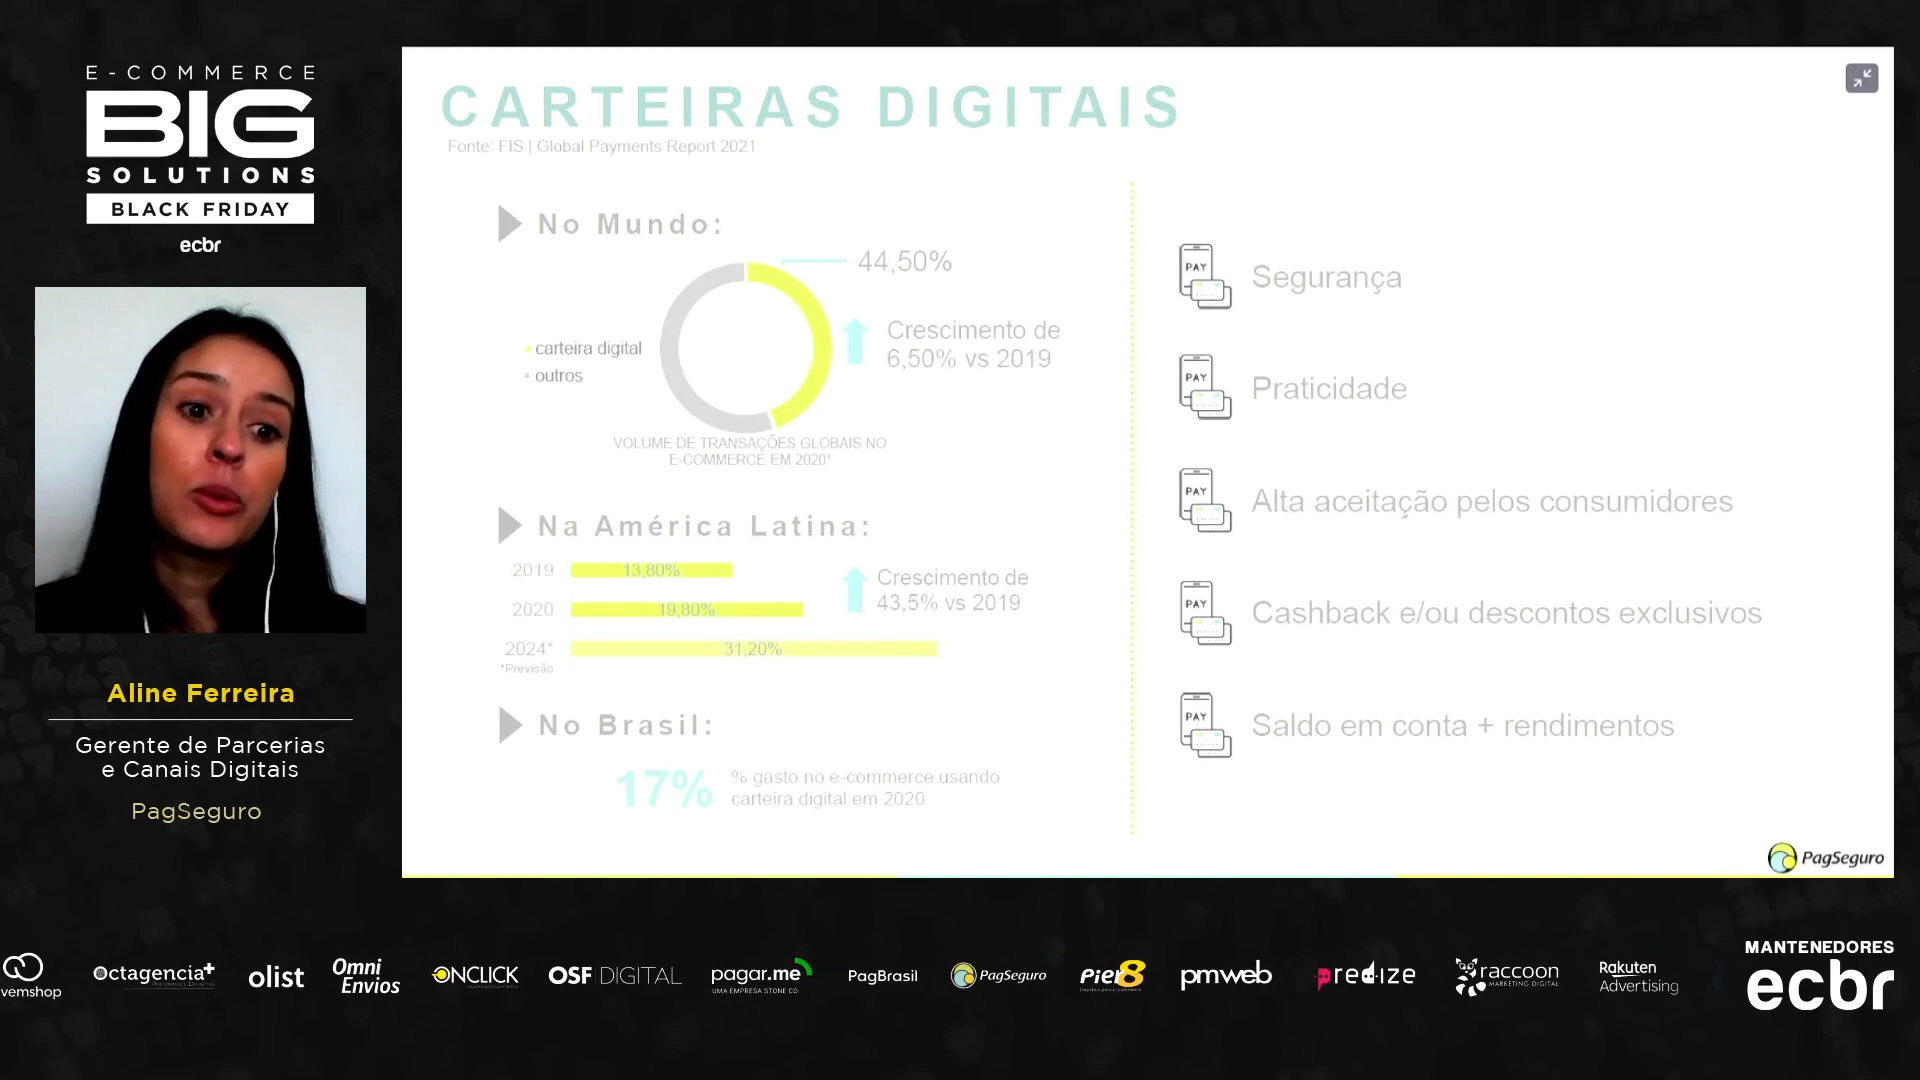 E-COMMERCE
BIG
SOLUTIONS
BLACK FRIDAY
ecbr
Aline Ferreira
Gerente de Parcerias
e Canais Digitais
PagSeguro
CARTEIRAS DIGITAIS
Fonte: FIS | Global Payments Report 2021
No Mundo:
44,50%
carteira digital
outros
Crescimento de
6,50% vs 2019
VOLUME DE TRANSAÇÕES GLOBAIS NO
E-COMMERCE EM 2020¹
Na América Latina:
2019 13,80%
2020 19,80%
2024* 31,20%
*Previsão
Crescimento de
43,5% vs 2019
No Brasil:
17%
% gasto no e-commerce usando
carteira digital em 2020
PAY Segurança
PAY Praticidade
PAY Alta aceitação pelos consumidores
PAY Cashback e/ou descontos exclusivos
PAY Saldo em conta + rendimentos
PagSeguro
vemshop
octagencia+
olist
Omni
Envios
ONCLICK
OSF DIGITAL
pagar.me
UMA EMPRESA STONE CO.
PagBrasil
PagSeguro
Pier8
pmweb
predize
raccoon
MARKETING DIGITAL
Rakuten
Advertising
MANTENEDORES
ecbr